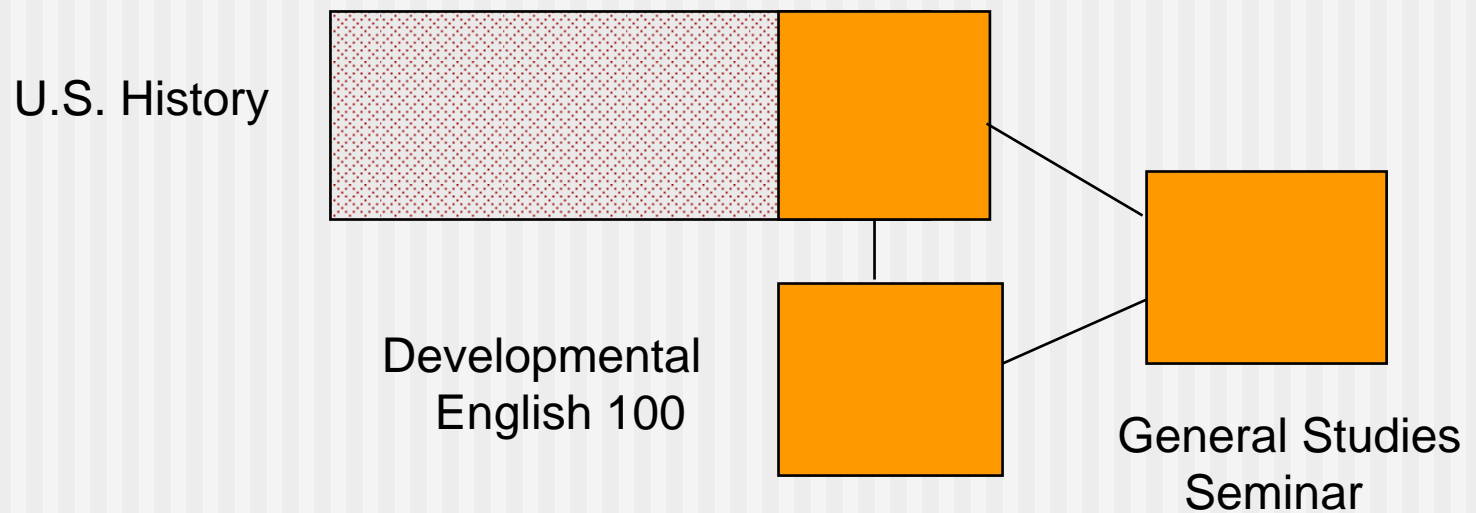 U.S. History
Developmental
English 100
General Studies
Seminar